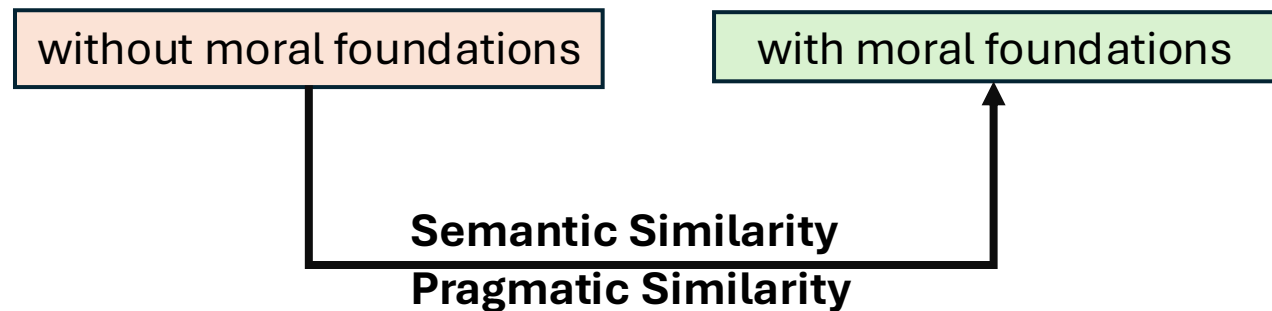 without moral foundations
with moral foundations
Semantic Similarity
Pragmatic Similarity